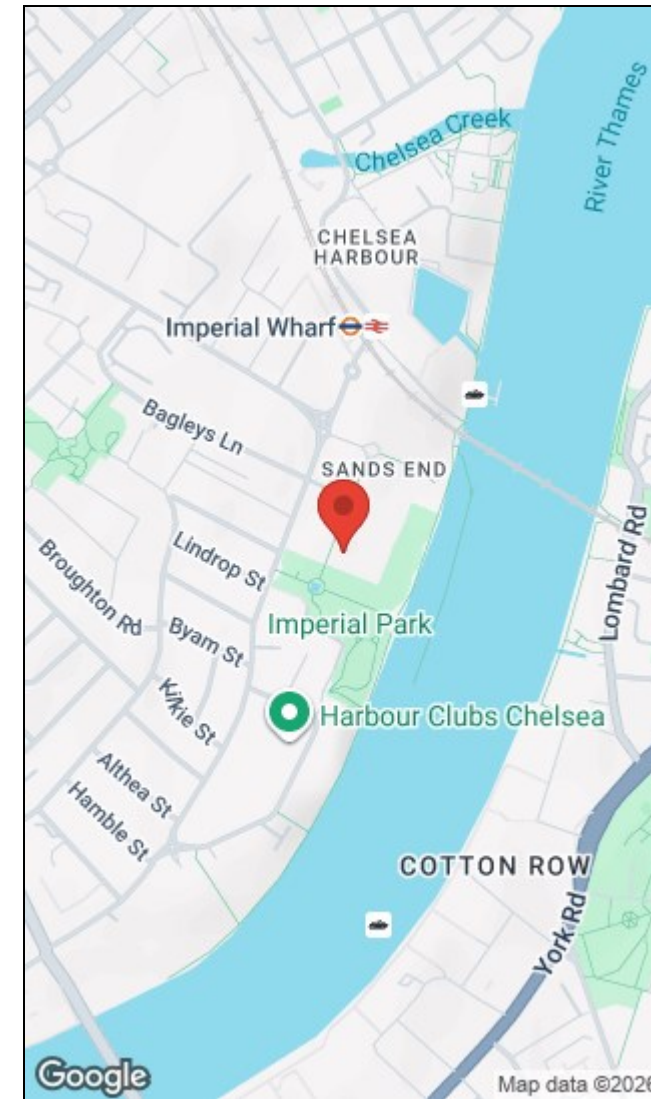 River Thames
Chelsea Creek
CHELSEA
HARBOUR
Imperial Wharf
Bagleys Ln
SANDS END
Lindrop St
Lombard Rd
Broughton Rd
Byam St
Imperial Park
Kilkie St
Harbour Clubs Chelsea
Althea St
Hamble St
COTTON ROW
York Rd
Google
Map data ©2026